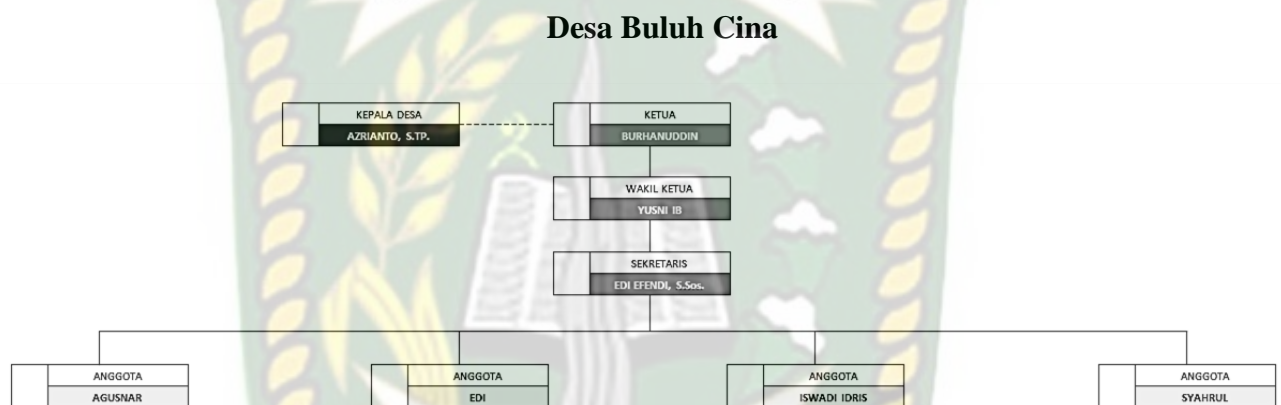 Desa Buluh Cina
KEPALA DESA
AZRIANTO, S.TP.
KETUA
BURHANUDDIN
WAKIL KETUA
YUSNI IB
SEKRETARIS
EDI EFENDI, S.Sos.
ANGGOTA
AGUSNAR
ANGGOTA
EDI
ANGGOTA
ISWADI IDRIS
ANGGOTA
SYAHRUL